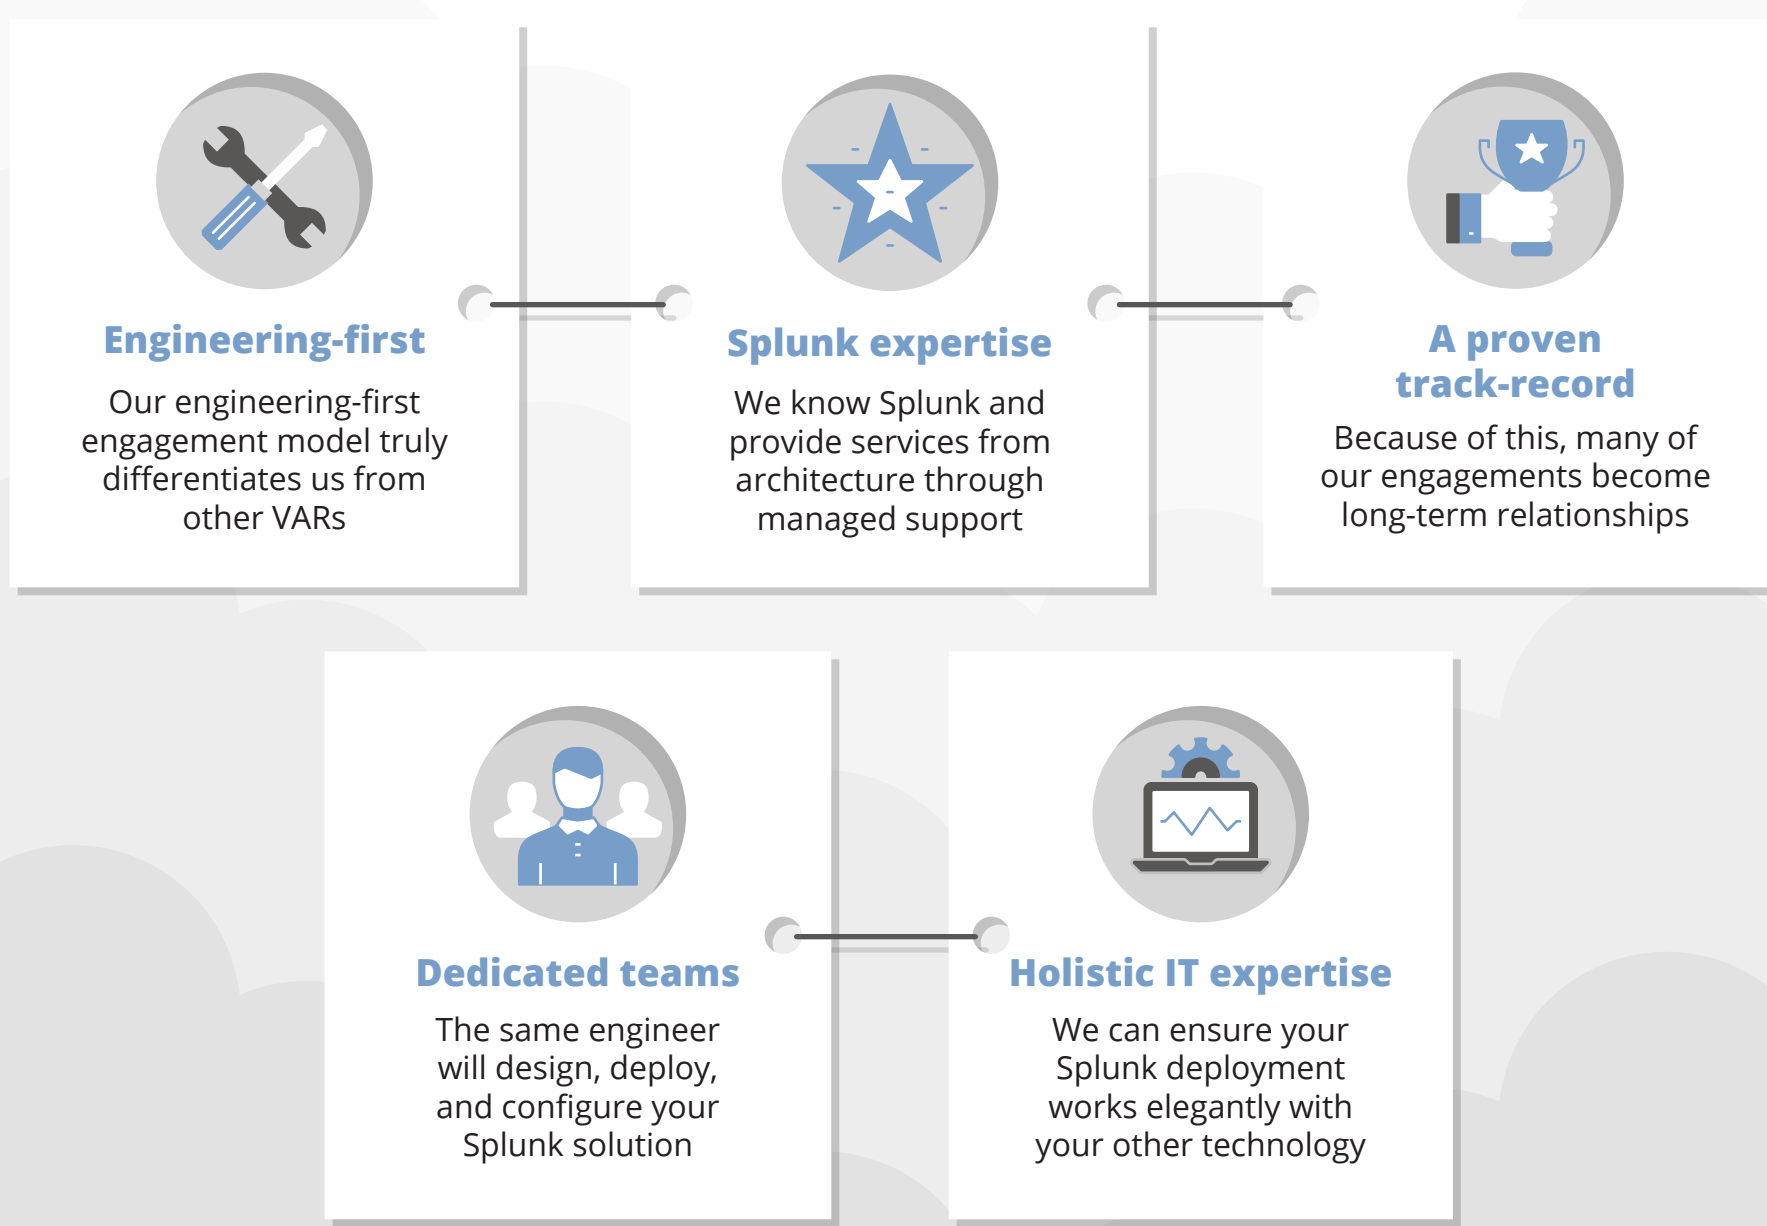 Engineering-first
Our engineering-first
engagement model truly
differentiates us from
other VARs
Splunk expertise
We know Splunk and
provide services from
architecture through
managed support
A proven
track-record
Because of this, many of
our engagements become
long-term relationships
Dedicated teams
The same engineer
will design, deploy,
and configure your
Splunk solution
Holistic IT expertise
We can ensure your
Splunk deployment
works elegantly with
your other technology